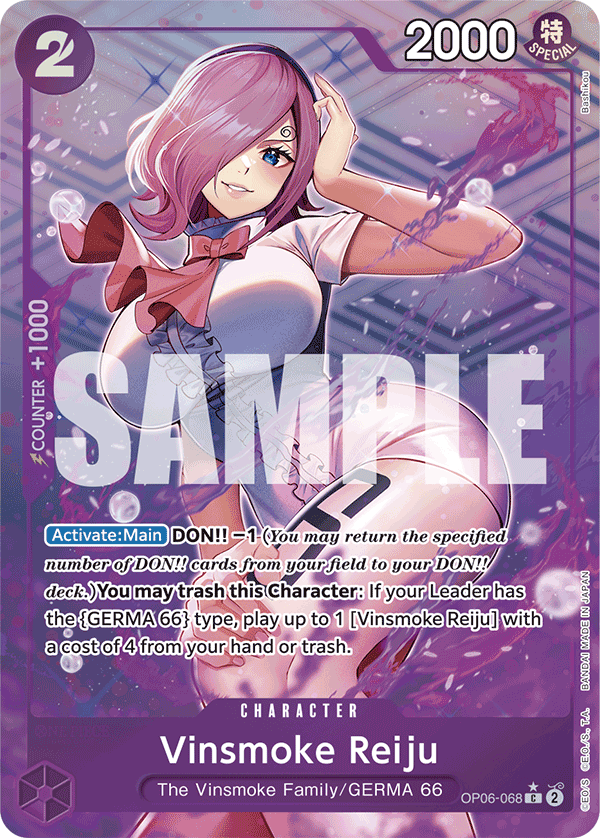 2
2000
特
SPECIAL
Bashikou
COUNTER +1000
SAMPLE
Activate:Main DON!! −1 (You may return the specified
number of DON!! cards from your field to your DON!!
deck.)You may trash this Character: If your Leader has
the {GERMA 66} type, play up to 1 [Vinsmoke Reiju] with
a cost of 4 from your hand or trash.
©E.O./S., T.A. BANDAI MADE IN JAPAN
CHARACTER
Vinsmoke Reiju
The Vinsmoke Family/GERMA 66
OP06-068 C 2